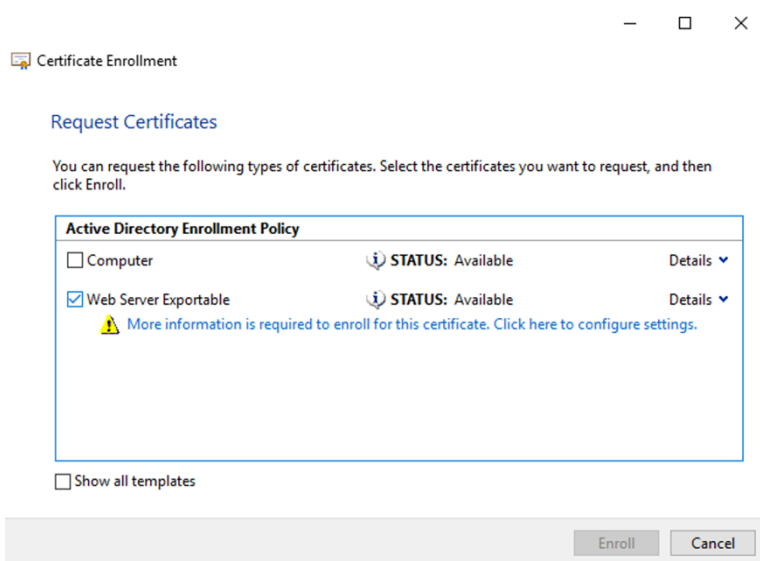 Certificate Enrollment
Request Certificates
You can request the following types of certificates. Select the certificates you want to request, and then
click Enroll.
Active Directory Enrollment Policy
Computer STATUS: Available Details
Web Server Exportable STATUS: Available Details
More information is required to enroll for this certificate. Click here to configure settings.
Show all templates
Enroll Cancel